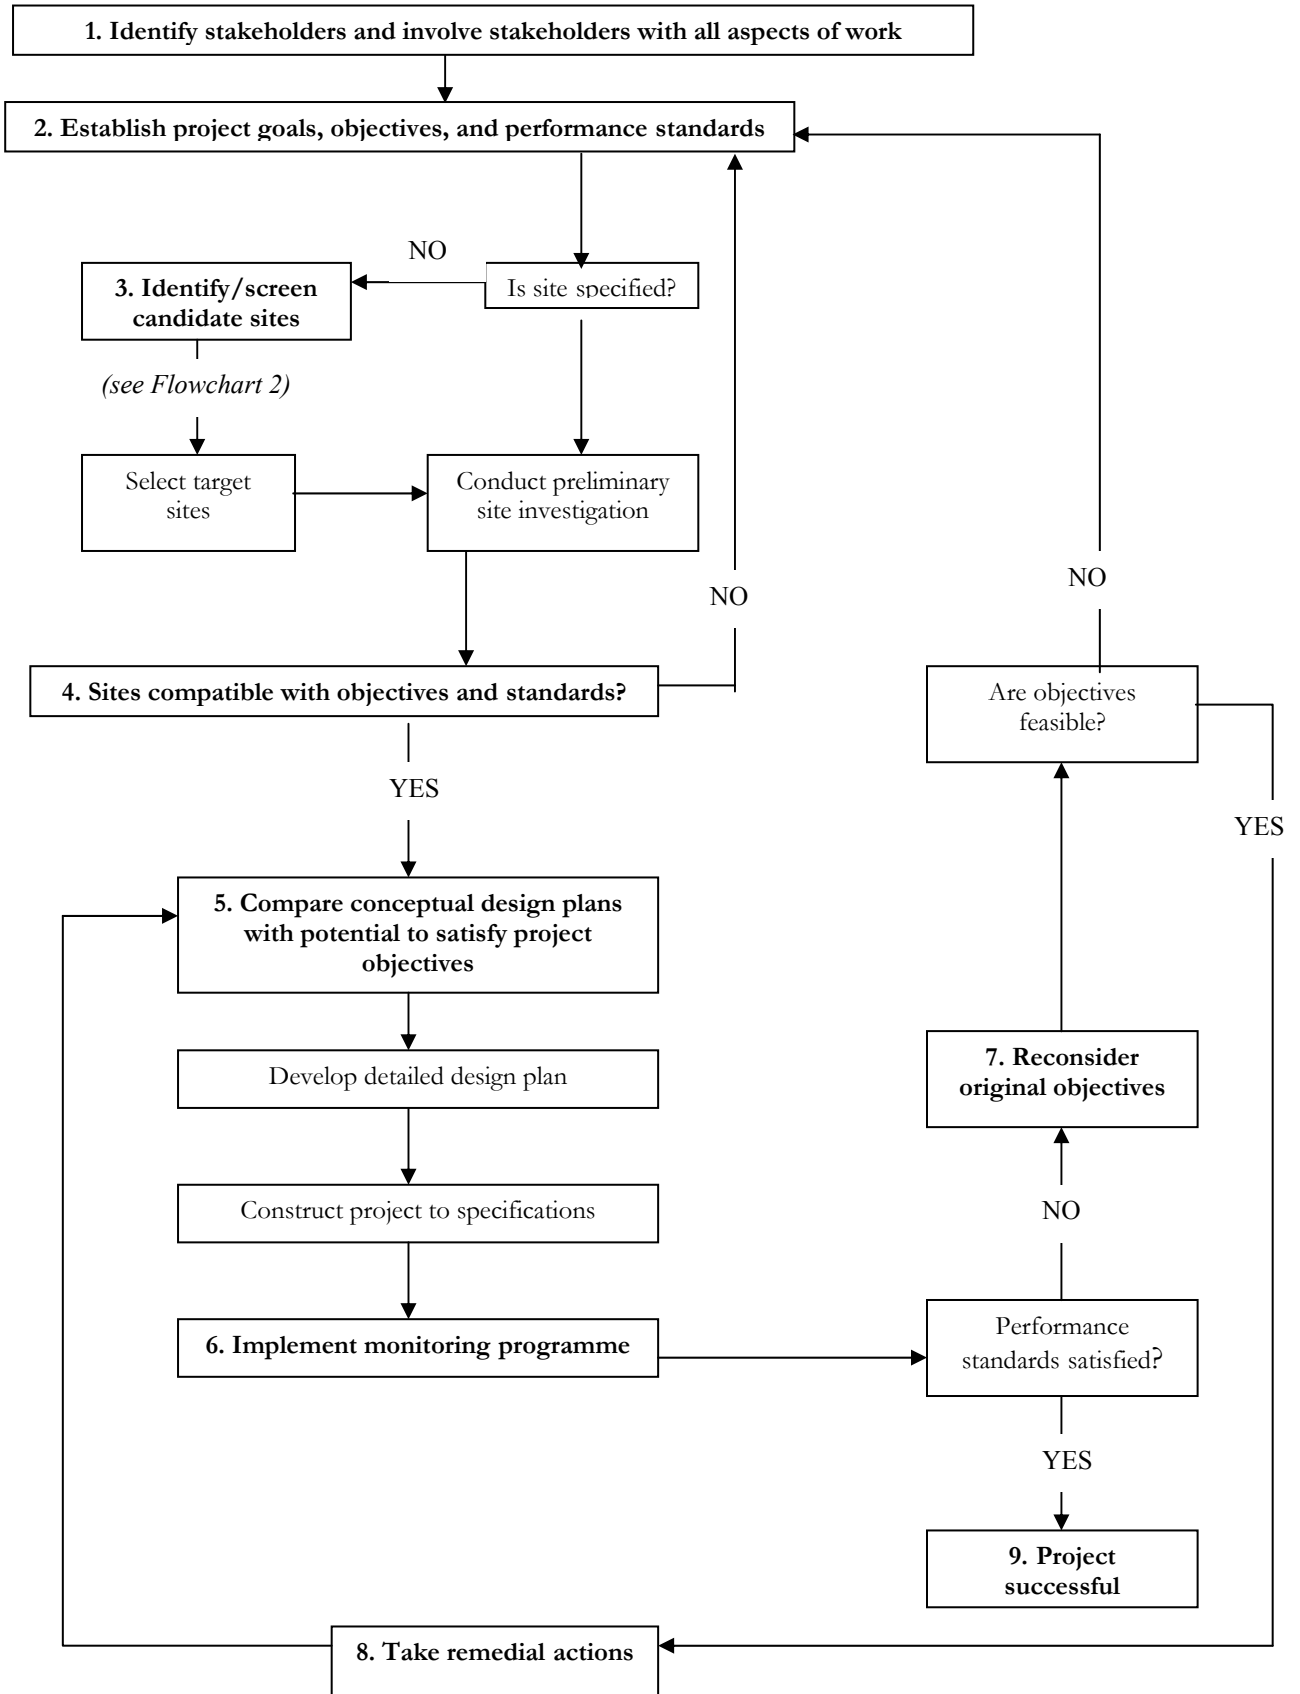 1. Identify stakeholders and involve stakeholders with all aspects of work
2. Establish project goals, objectives, and performance standards
NO
3. Identify/screen
candidate sites
Is site specified?
(see Flowchart 2)
Select target
sites
Conduct preliminary
site investigation
NO
NO
4. Sites compatible with objectives and standards?
Are objectives
feasible?
YES
YES
5. Compare conceptual design plans
with potential to satisfy project
objectives
Develop detailed design plan
7. Reconsider
original objectives
Construct project to specifications
NO
6. Implement monitoring programme
Performance
standards satisfied?
YES
9. Project
successful
8. Take remedial actions